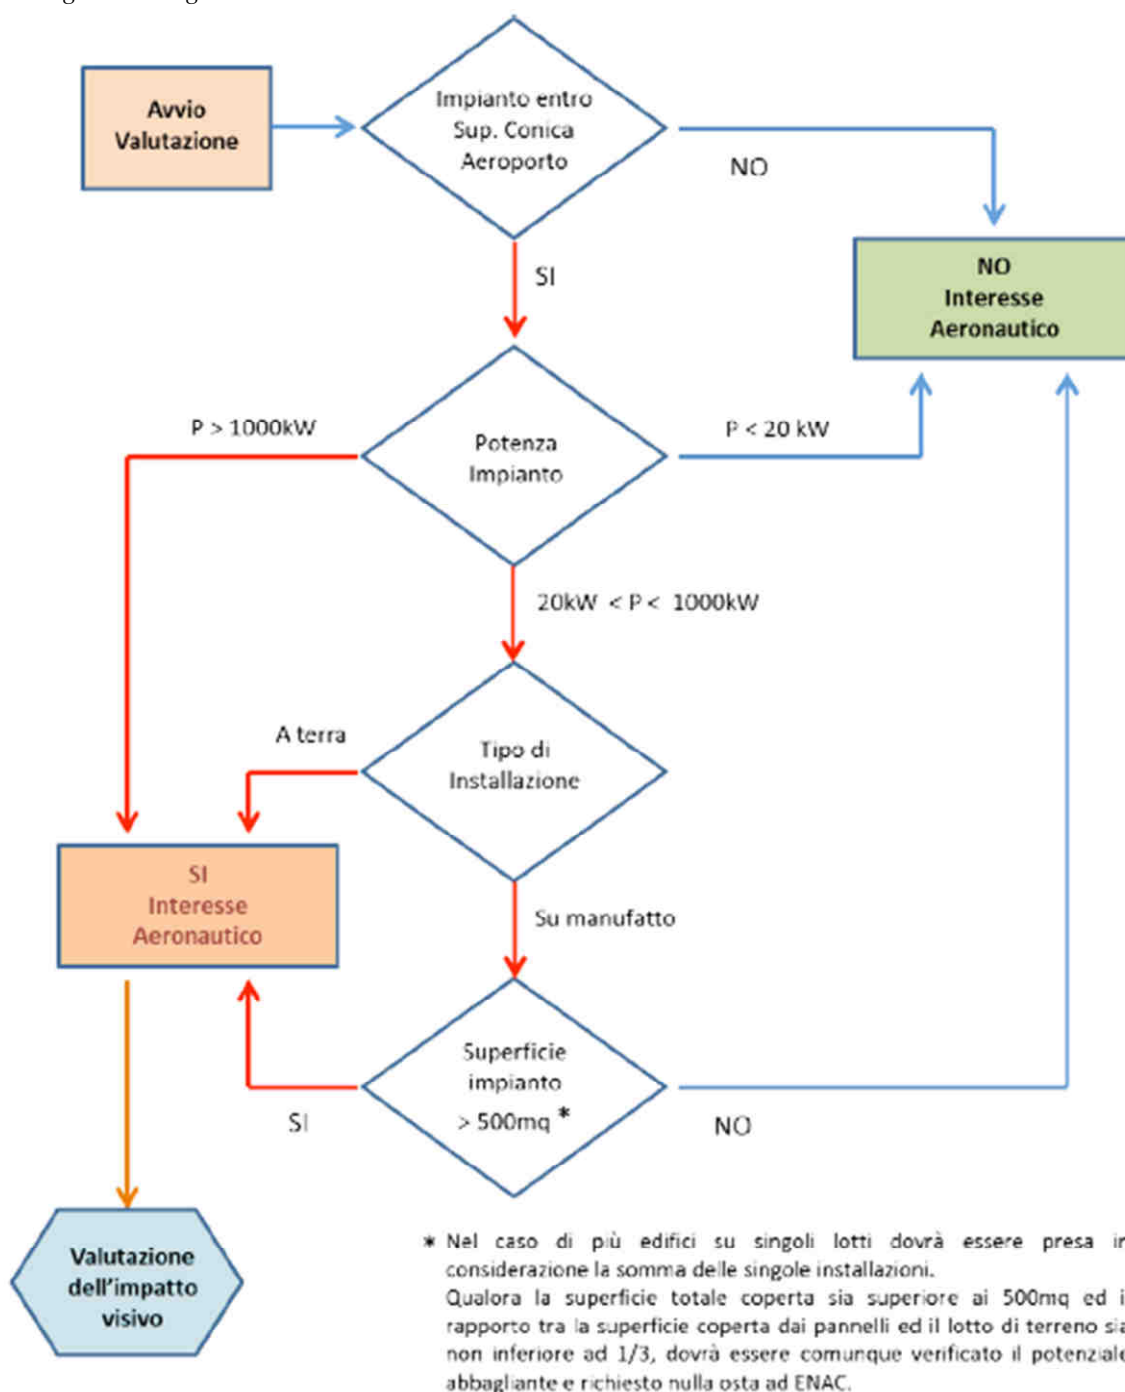 Avvio
Valutazione
Impianto entro
Sup. Conica
Aeroporto
NO
SI
NO
Interesse
Aeronautico
P > 1000kW
Potenza
Impianto
P < 20 kW
20kW < P < 1000kW
A terra
Tipo di
Installazione
SI
Interesse
Aeronautico
Su manufatto
Superficie
impianto
> 500mq *
SI
NO
Valutazione
dell'impatto
visivo
* Nel caso di più edifici su singoli lotti dovrà essere presa in
considerazione la somma delle singole installazioni.
Qualora la superficie totale coperta sia superiore ai 500mq ed i
rapporto tra la superficie coperta dai pannelli ed il lotto di terreno sia
non inferiore ad 1/3, dovrà essere comunque verificato il potenziale
abbagliante e richiesto nulla osta ad ENAC.